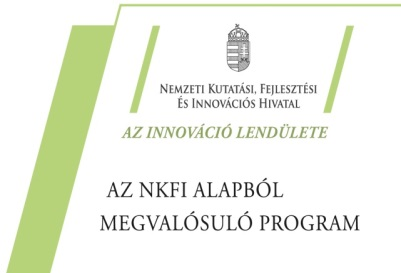 NEMZETI KUTATÁSI, FEJLESZTÉSI
ÉS INNOVÁCIÓS HIVATAL
AZ INNOVÁCIÓ LENDÜLETE
AZ NKFI ALAPBÓL
MEGVALÓSULÓ PROGRAM